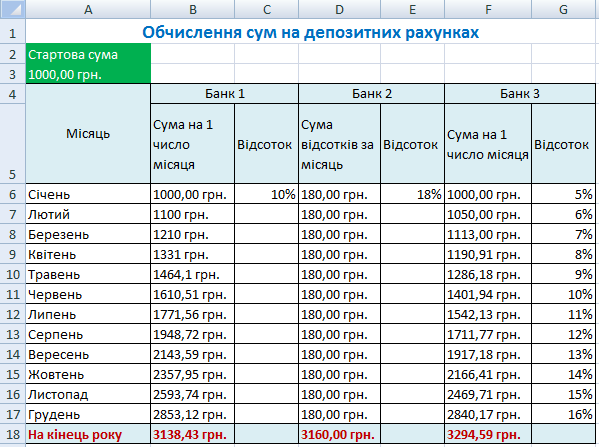 A B C D E F G
1 Обчислення сум на депозитних рахунках
2 Стартова сума
3 1000,00 грн.
4 Банк 1 Банк 2 Банк 3
5 Місяць Сума на 1 число місяця Відсоток Сума відсотків за місяць Відсоток Сума на 1 число місяця Відсоток
6 Січень 1000,00 грн. 10% 180,00 грн. 18% 1000,00 грн. 5%
7 Лютий 1100 грн. 180,00 грн. 1050,00 грн. 6%
8 Березень 1210 грн. 180,00 грн. 1113,00 грн. 7%
9 Квітень 1331 грн. 180,00 грн. 1190,91 грн. 8%
10 Травень 1464,1 грн. 180,00 грн. 1286,18 грн. 9%
11 Червень 1610,51 грн. 180,00 грн. 1401,94 грн. 10%
12 Липень 1771,56 грн. 180,00 грн. 1542,13 грн. 11%
13 Серпень 1948,72 грн. 180,00 грн. 1711,77 грн. 12%
14 Вересень 2143,59 грн. 180,00 грн. 1917,18 грн. 13%
15 Жовтень 2357,95 грн. 180,00 грн. 2166,41 грн. 14%
16 Листопад 2593,74 грн. 180,00 грн. 2469,71 грн. 15%
17 Грудень 2853,12 грн. 180,00 грн. 2840,17 грн. 16%
18 На кінець року 3138,43 грн. 3160,00 грн. 3294,59 грн.